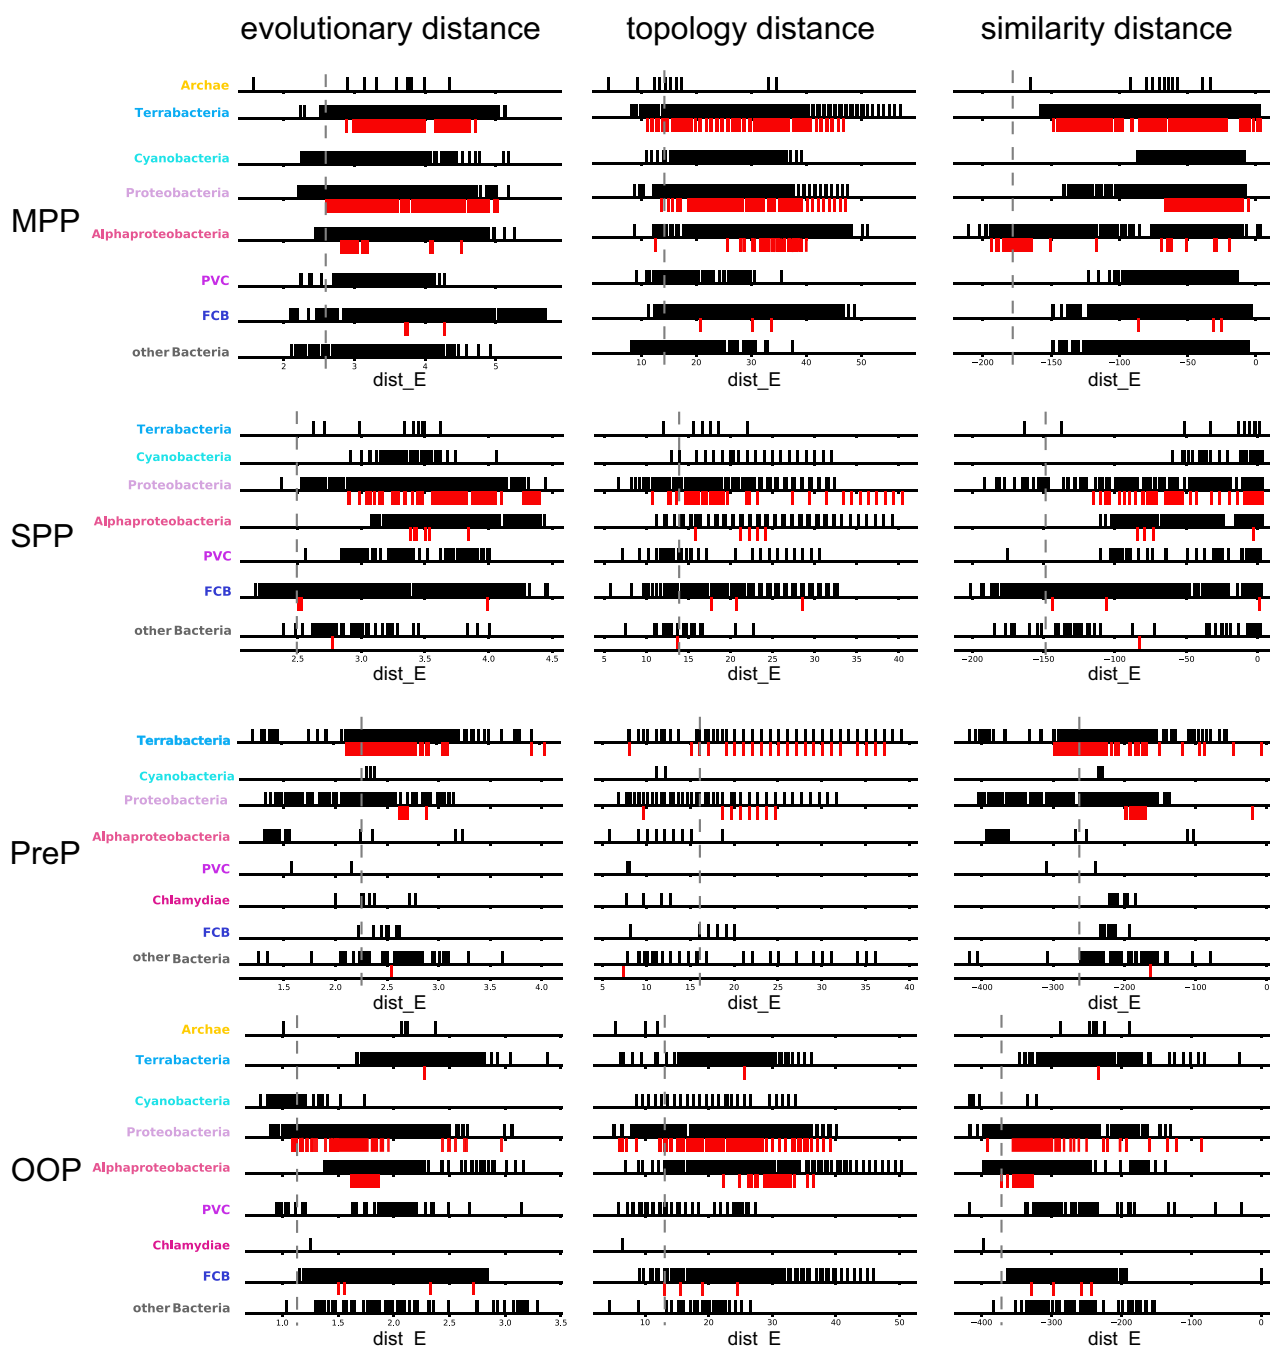 evolutionary distance topology distance similarity distance
MPP
Archae
Terrabacteria
Cyanobacteria
Proteobacteria
Alphaproteobacteria
PVC
FCB
other Bacteria
2 3 4 5 10 20 30 40 50 −200 −150 −100 −50 0
dist_E dist_E dist_E
SPP
Terrabacteria
Cyanobacteria
Proteobacteria
Alphaproteobacteria
PVC
FCB
other Bacteria
2.5 3.0 3.5 4.0 4.5 5 10 15 20 25 30 35 40 −200 −150 −100 −50 0
dist_E dist_E dist_E
PreP
Terrabacteria
Cyanobacteria
Proteobacteria
Alphaproteobacteria
PVC
Chlamydiae
FCB
other Bacteria
1.5 2.0 2.5 3.0 3.5 4.0 5 10 15 20 25 30 35 40 −400 −300 −200 −100 0
dist_E dist_E dist_E
OOP
Archae
Terrabacteria
Cyanobacteria
Proteobacteria
Alphaproteobacteria
PVC
Chlamydiae
FCB
other Bacteria
1.0 1.5 2.0 2.5 3.0 3.5 10 20 30 40 50 −400 −300 −200 −100 0
dist_E dist_E dist_E